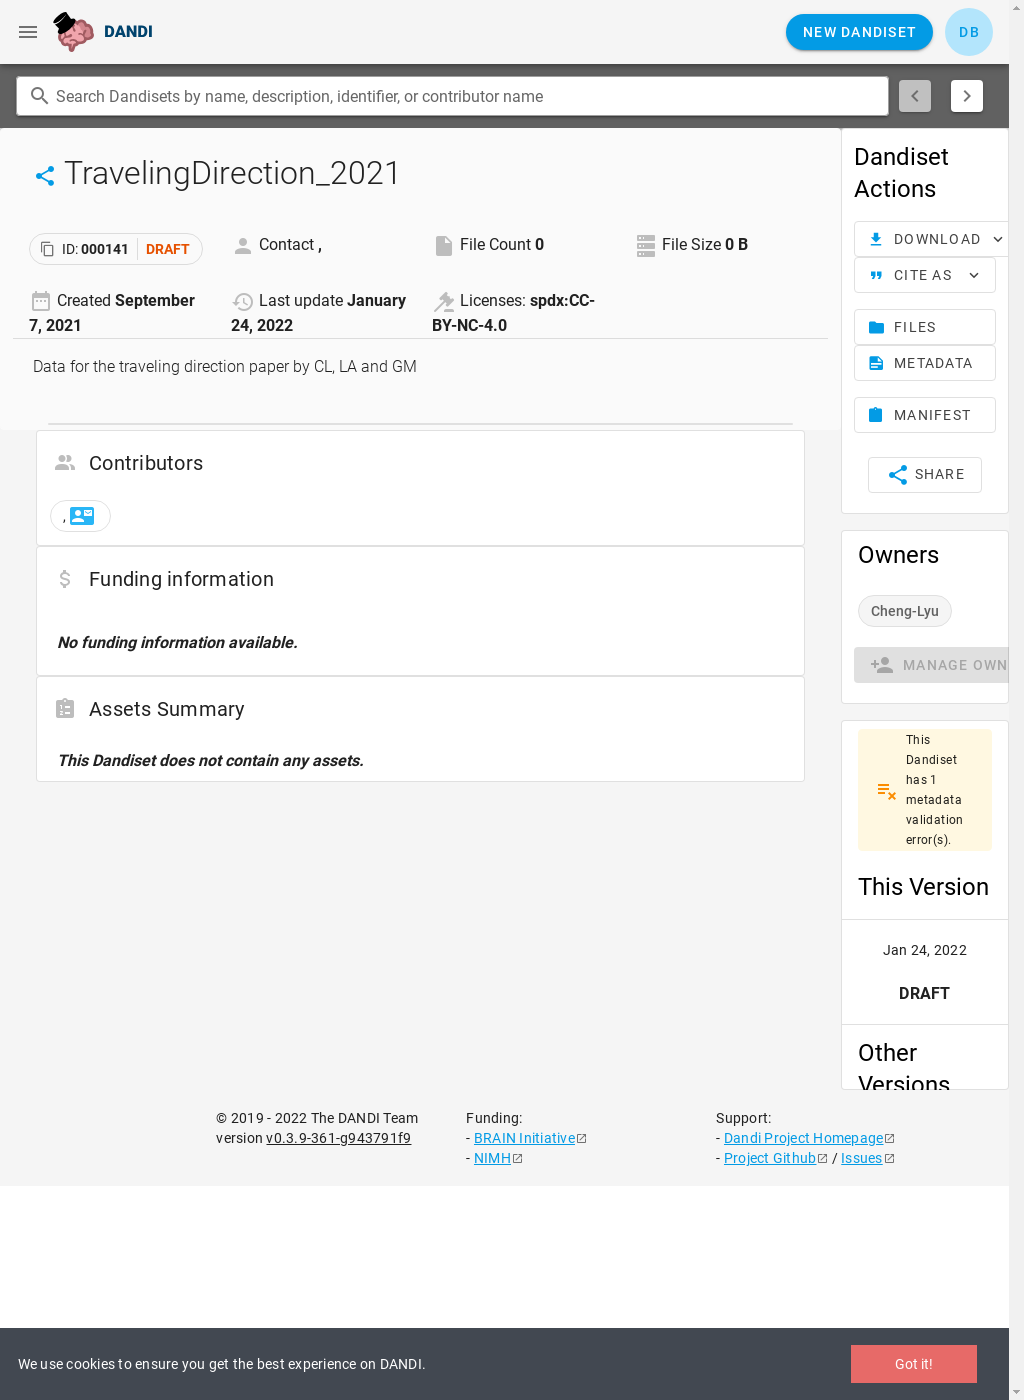 DANDI
NEW DANDISET
DB
Search Dandisets by name, description, identifier, or contributor name
TravelingDirection_2021
ID: 000141 DRAFT
Contact ,
File Count 0
File Size 0 B
Created September 7, 2021
Last update January 24, 2022
Licenses: spdx:CC-BY-NC-4.0
Data for the traveling direction paper by CL, LA and GM
Contributors
,
Funding information
No funding information available.
Assets Summary
This Dandiset does not contain any assets.
Dandiset
Actions
DOWNLOAD
CITE AS
FILES
METADATA
MANIFEST
SHARE
Owners
Cheng-Lyu
MANAGE OWN
This
Dandiset
has 1
metadata
validation
error(s).
This Version
Jan 24, 2022
DRAFT
Other
Versions
© 2019 - 2022 The DANDI Team
version v0.3.9-361-g943791f9
Funding:
- BRAIN Initiative
- NIMH
Support:
- Dandi Project Homepage
- Project Github / Issues
We use cookies to ensure you get the best experience on DANDI.
Got it!